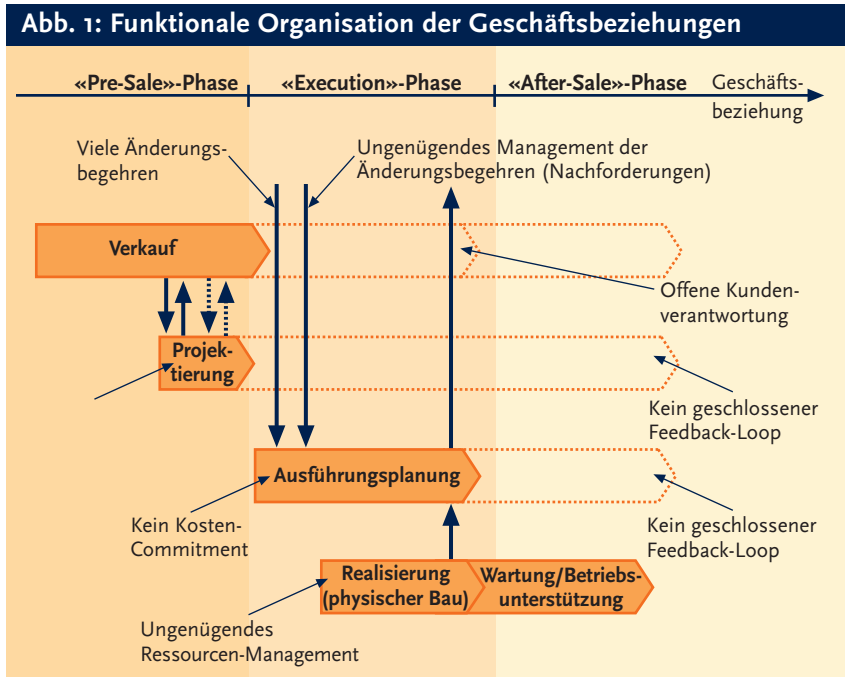 Abb. 1: Funktionale Organisation der Geschäftsbeziehungen
«Pre-Sale»-Phase
«Execution»-Phase
«After-Sale»-Phase
Geschäfts-
beziehung
Viele Änderungs-
begehren
Ungenügendes Management der
Änderungsbegehren (Nachforderungen)
Verkauf
Offene Kunden-
verantwortung
Projek-
tierung
Kein geschlossener
Feedback-Loop
Ausführungsplanung
Kein Kosten-
Commitment
Kein geschlossener
Feedback-Loop
Realisierung
(physischer Bau)
Wartung/Betriebs-
unterstützung
Ungenügendes
Ressourcen-Management